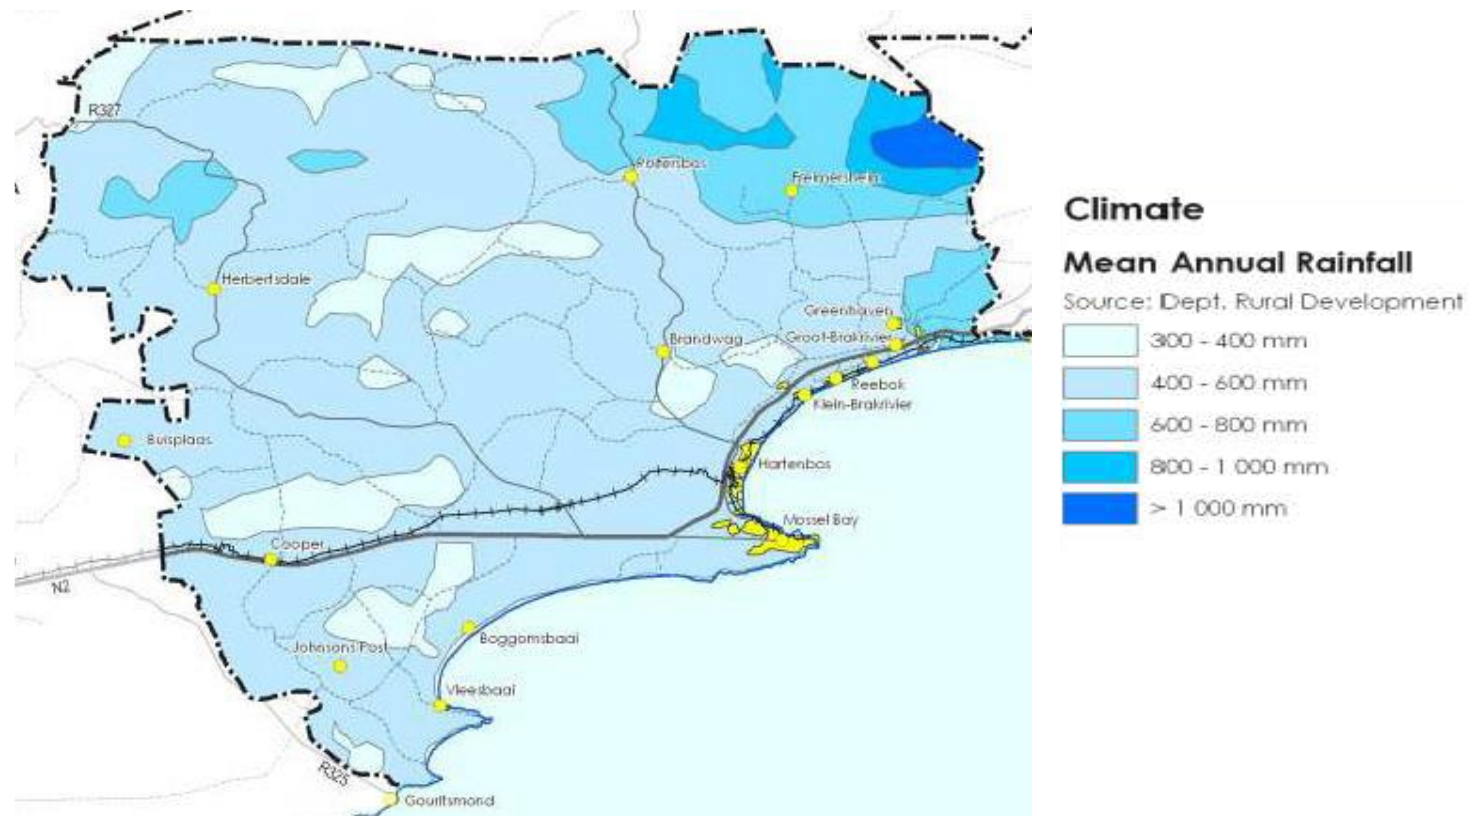 R327
Ruitersbos
Friemersheim
Herbertsdale
Greenhaven
Brandwag
Groot-Brakrivier
Reebok
Klein-Brakrivier
Buisplaas
Hartenbos
Mossel Bay
Cooper
N2
Boggomsbaai
Johnsons Post
Vleesbaai
R325
Gouritsmond
Climate
Mean Annual Rainfall
Source: Dept. Rural Development
300 - 400 mm
400 - 600 mm
600 - 800 mm
800 - 1 000 mm
> 1 000 mm